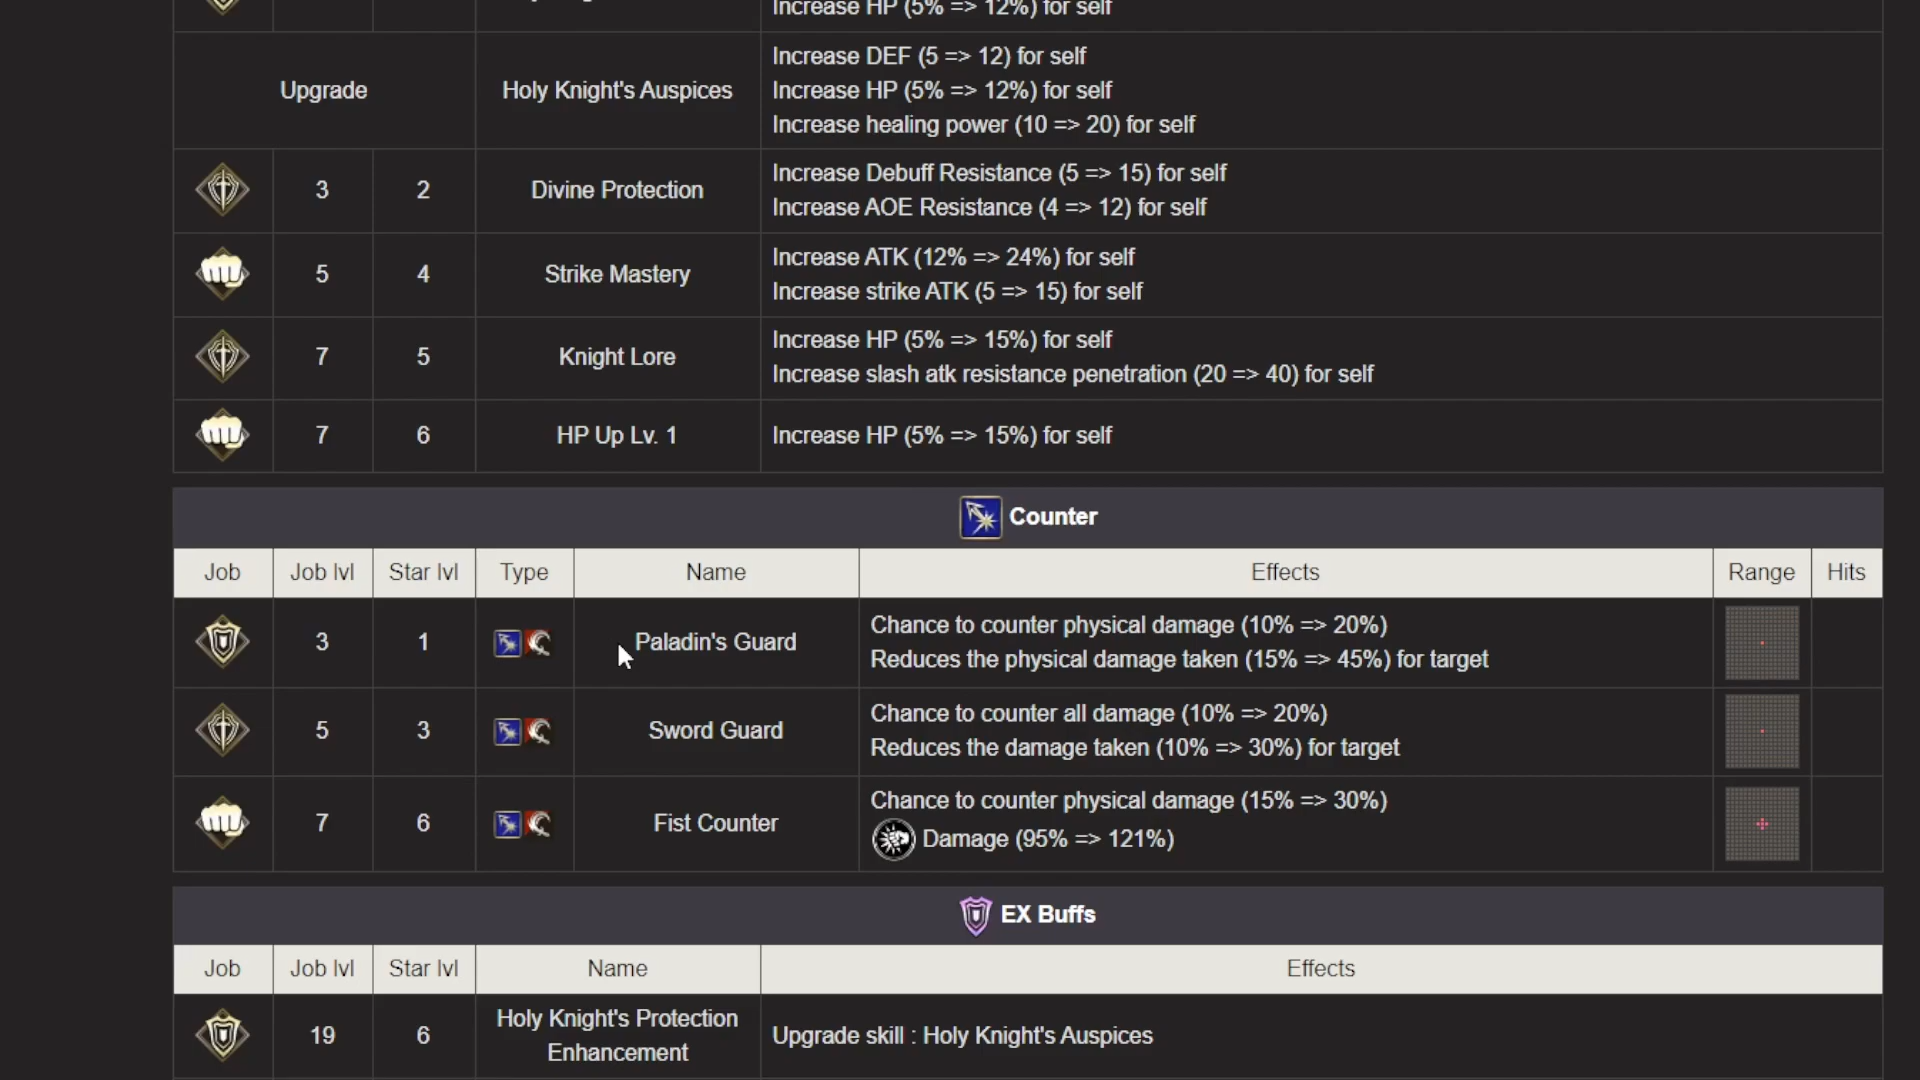 Increase HP (5% => 12%) for self
Upgrade
Holy Knight's Auspices
Increase DEF (5 => 12) for self
Increase HP (5% => 12%) for self
Increase healing power (10 => 20) for self
3 2 Divine Protection
Increase Debuff Resistance (5 => 15) for self
Increase AOE Resistance (4 => 12) for self
5 4 Strike Mastery
Increase ATK (12% => 24%) for self
Increase strike ATK (5 => 15) for self
7 5 Knight Lore
Increase HP (5% => 15%) for self
Increase slash atk resistance penetration (20 => 40) for self
7 6 HP Up Lv. 1 Increase HP (5% => 15%) for self
Counter
Job Job lvl Star lvl Type Name Effects Range Hits
3 1 Paladin's Guard
Chance to counter physical damage (10% => 20%)
Reduces the physical damage taken (15% => 45%) for target
5 3 Sword Guard
Chance to counter all damage (10% => 20%)
Reduces the damage taken (10% => 30%) for target
7 6 Fist Counter
Chance to counter physical damage (15% => 30%)
Damage (95% => 121%)
EX Buffs
Job Job lvl Star lvl Name Effects
19 6 Holy Knight's Protection
Enhancement
Upgrade skill : Holy Knight's Auspices